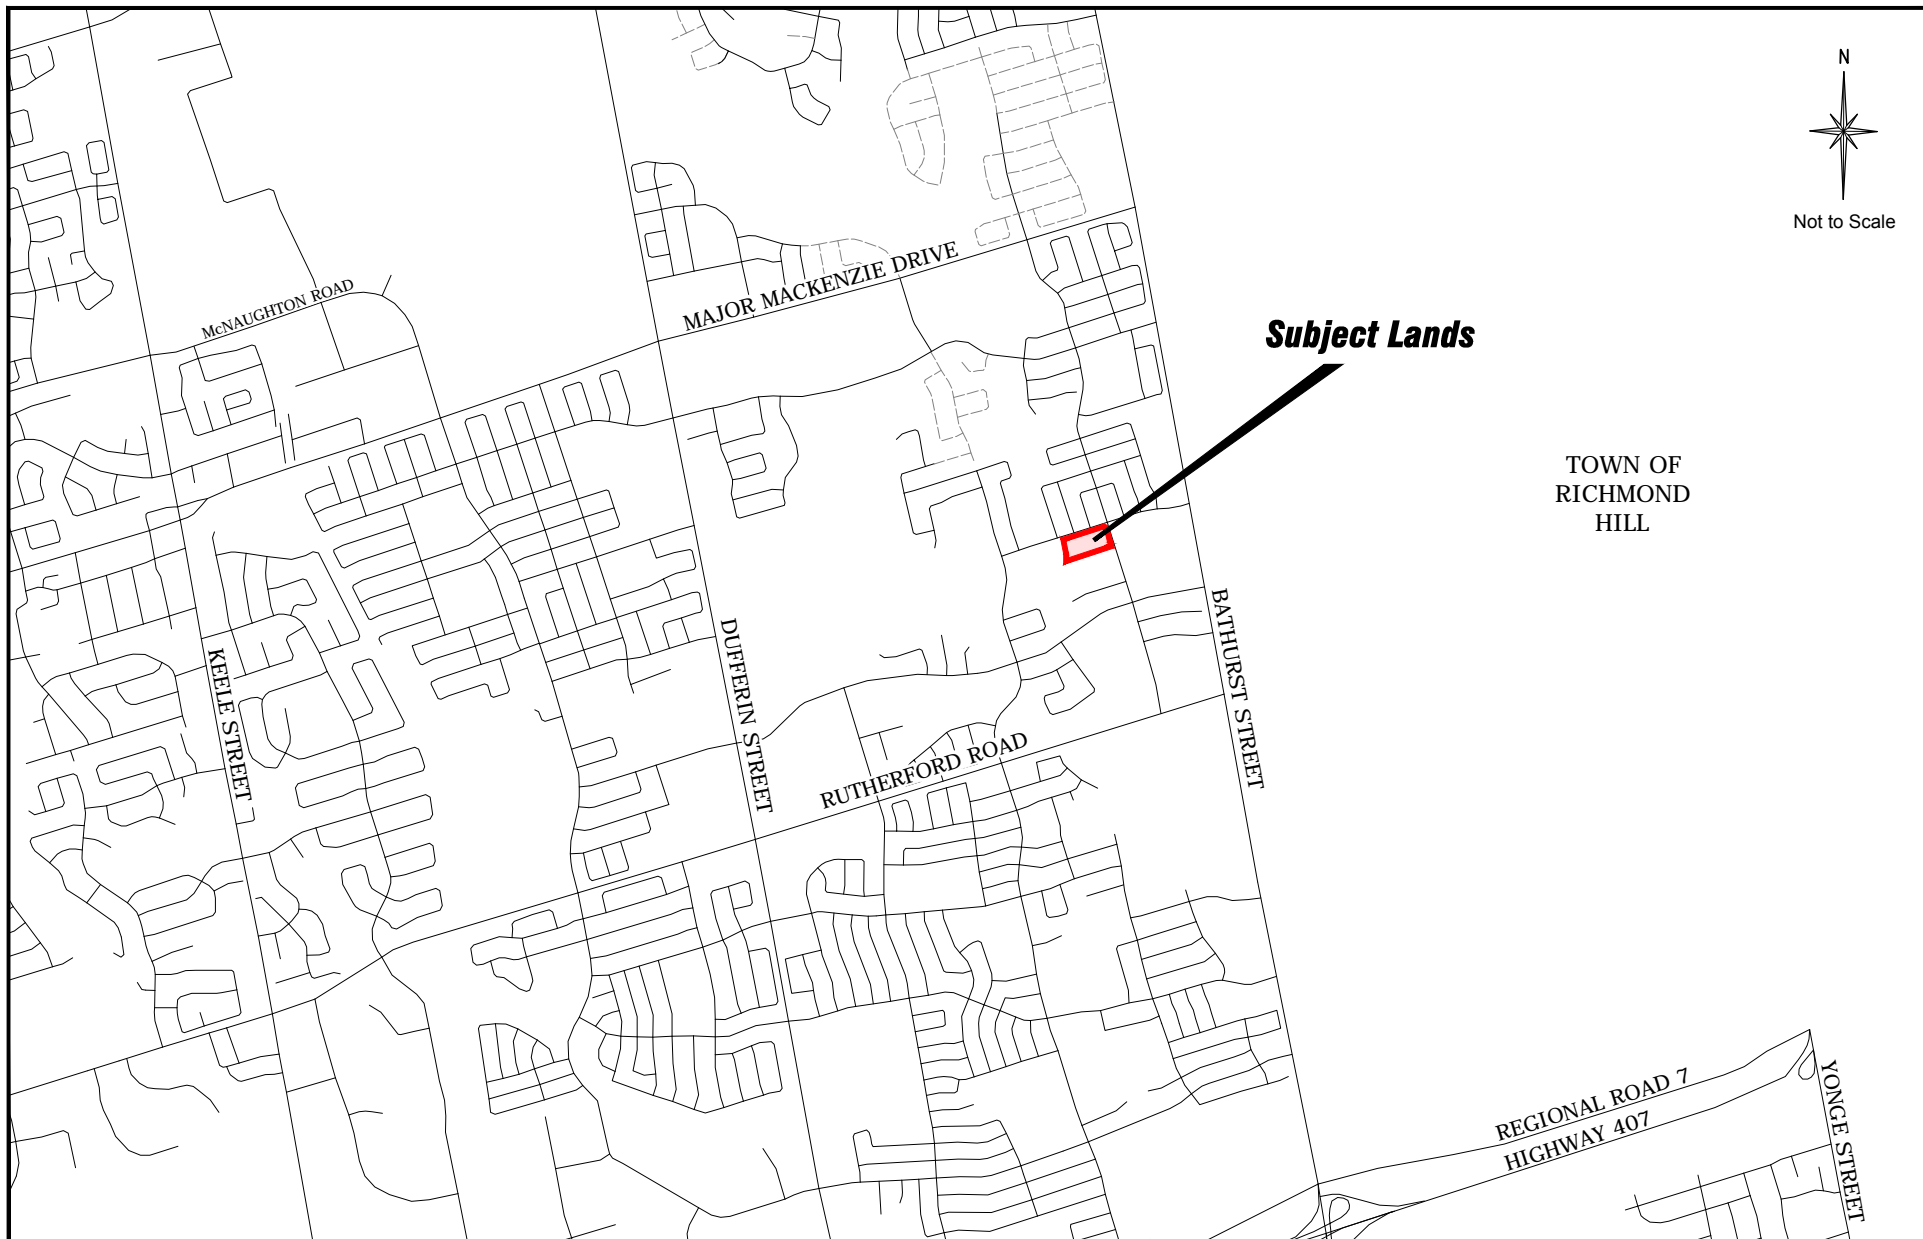 N
Not to Scale
MAJOR MACKENZIE DRIVE
McNAUGHTON ROAD
Subject Lands
TOWN OF
RICHMOND
HILL
KEELE STREET
DUFFERIN STREET
BATHURST STREET
RUTHERFORD ROAD
REGIONAL ROAD 7
HIGHWAY 407
YONGE STREET